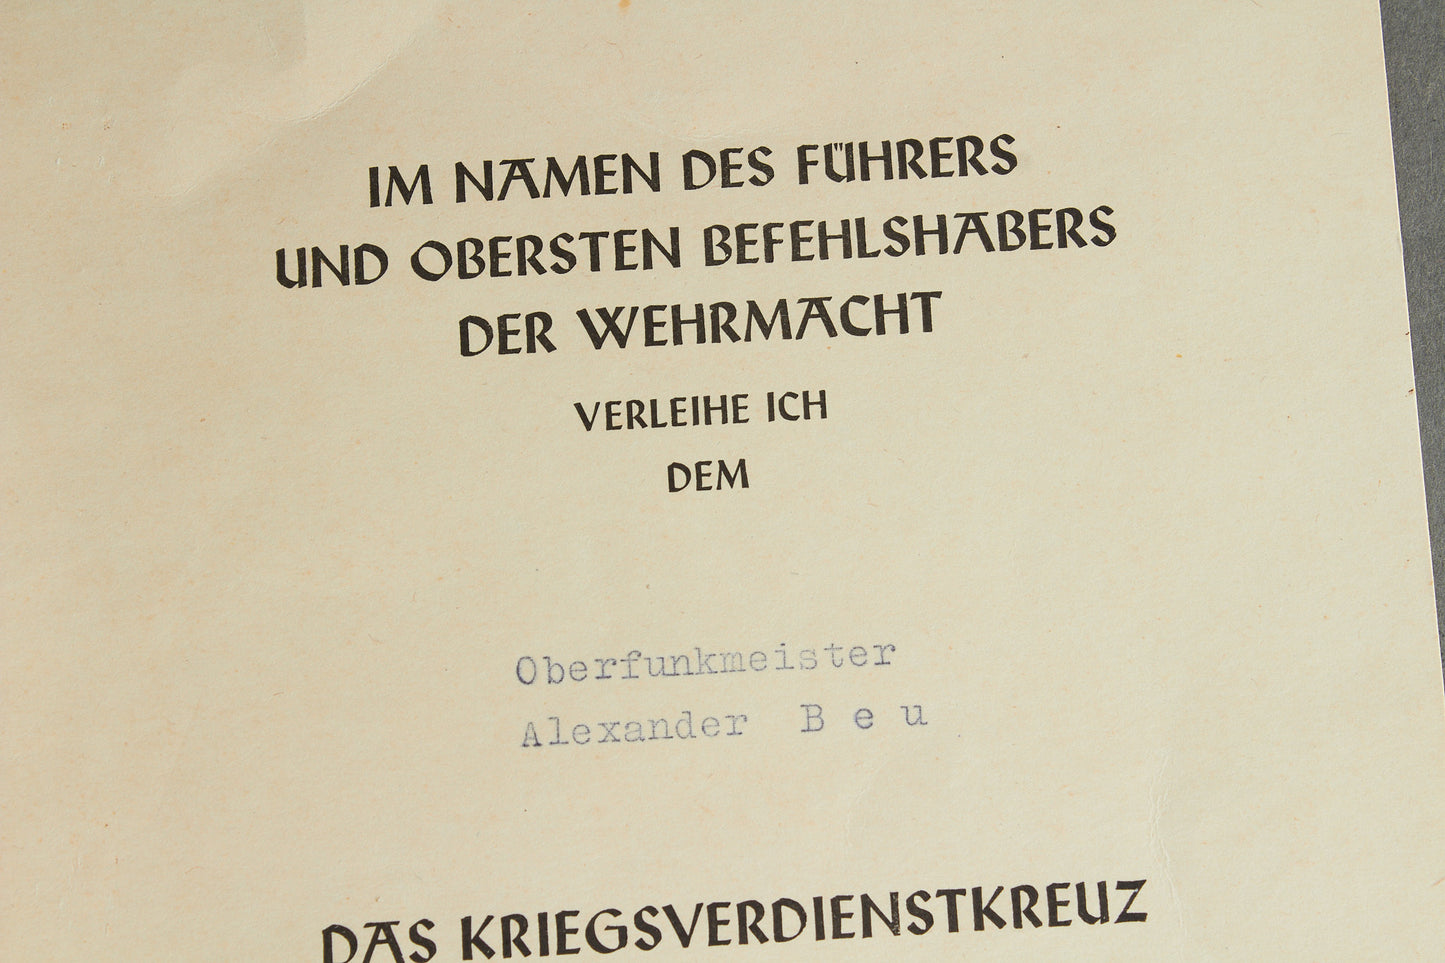 IM NAMEN DES FÜHRERS
UND OBERSTEN BEFEHLSHABERS
DER WEHRMACHT
VERLEIHE ICH
DEM
Oberfunkmeister
Alexander B e u
DAS KRIEGSVERDIENSTKREUZ